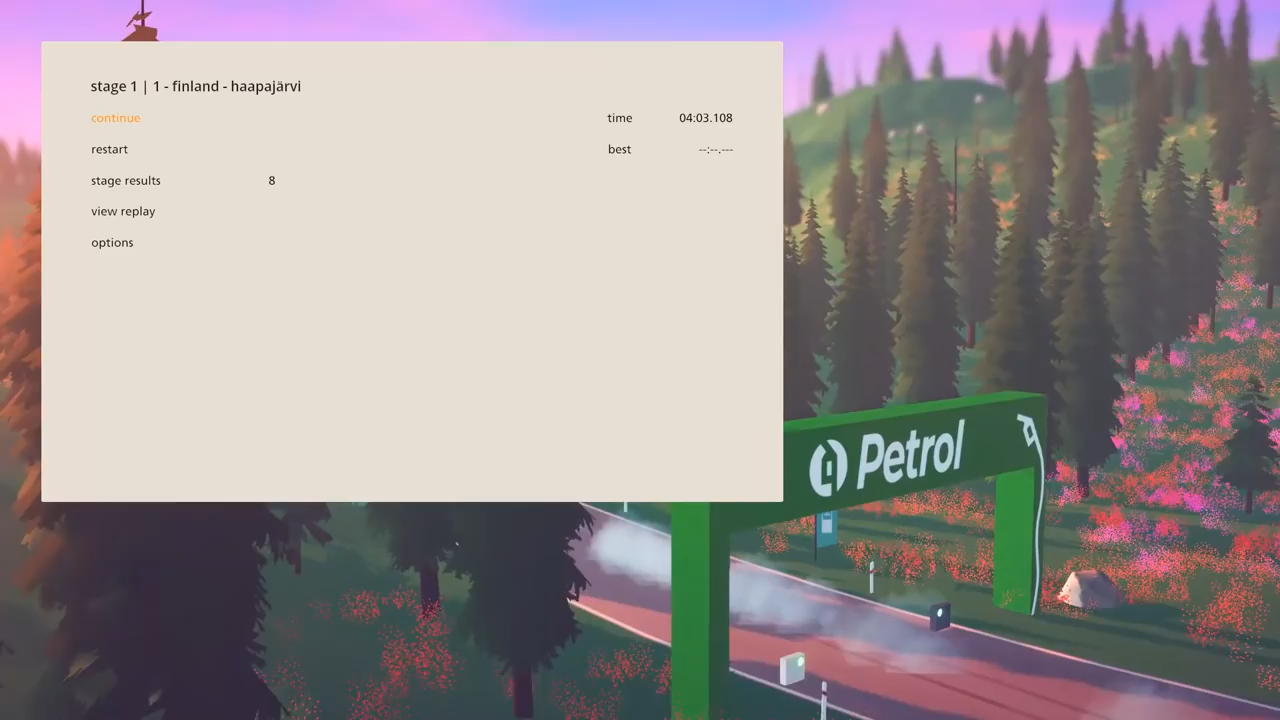 stage 1 | 1 - finland - haapajärvi
continue
time 04:03.108
restart
best --:--.---
stage results 8
view replay
options
Petrol